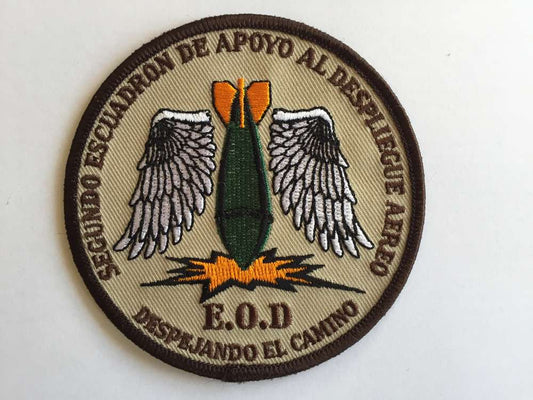 SEGUNDO ESCUADRON DE APOYO AL DESPLIEGUE AEREO
E.O.D
DESPEJANDO EL CAMINO